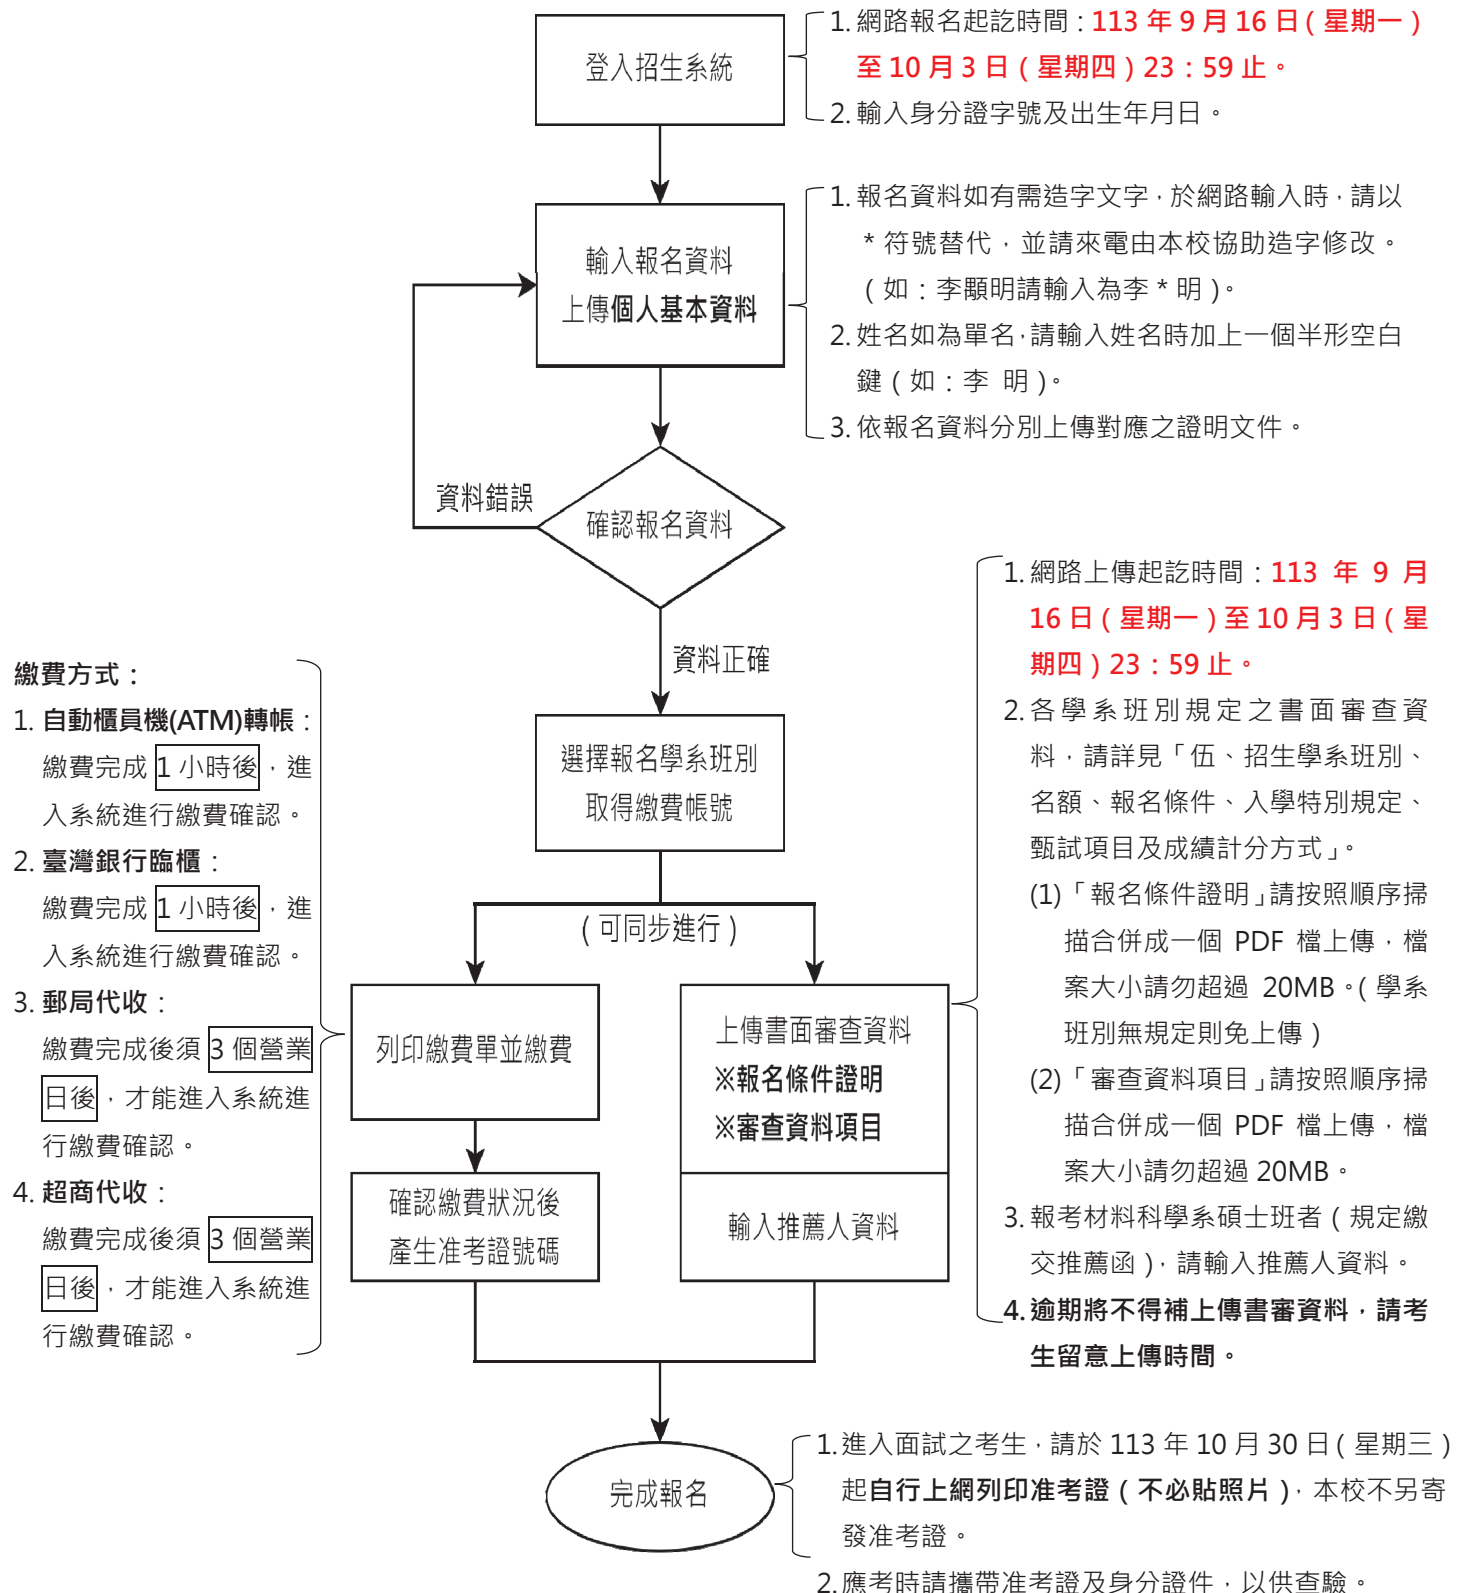 登入招生系統
1. 網路報名起訖時間：113 年 9 月 16 日（星期一）
至 10 月 3 日（星期四）23：59 止。
2. 輸入身分證字號及出生年月日。
輸入報名資料
上傳個人基本資料
1. 報名資料如有需造字文字，於網路輸入時，請以
＊符號替代，並請來電由本校協助造字修改。
（如：李顯明請輸入為李＊明）。
2. 姓名如為單名，請輸入姓名時加上一個半形空白
鍵（如：李 明）。
3. 依報名資料分別上傳對應之證明文件。
資料錯誤
確認報名資料
資料正確
選擇報名學系班別
取得繳費帳號
（可同步進行）
繳費方式：
1. 自動櫃員機(ATM)轉帳：
繳費完成 1 小時後，進
入系統進行繳費確認。
2. 臺灣銀行臨櫃：
繳費完成 1 小時後，進
入系統進行繳費確認。
3. 郵局代收：
繳費完成後須 3 個營業
日後，才能進入系統進
行繳費確認。
4. 超商代收：
繳費完成後須 3 個營業
日後，才能進入系統進
行繳費確認。
列印繳費單並繳費
確認繳費狀況後
產生准考證號碼
上傳書面審查資料
※報名條件證明
※審查資料項目
輸入推薦人資料
1. 網路上傳起訖時間：113 年 9 月
16 日（星期一）至 10 月 3 日（星
期四）23：59 止。
2. 各學系班別規定之書面審查資
料，請詳見「伍、招生學系班別、
名額、報名條件、入學特別規定、
甄試項目及成績計分方式」。
(1)「報名條件證明」請按照順序掃
描合併成一個 PDF 檔上傳，檔
案大小請勿超過 20MB。（學系
班別無規定則免上傳）
(2)「審查資料項目」請按照順序掃
描合併成一個 PDF 檔上傳，檔
案大小請勿超過 20MB。
3. 報考材料科學系碩士班者（規定繳
交推薦函），請輸入推薦人資料。
4. 逾期將不得補上傳書審資料，請考
生留意上傳時間。
完成報名
1. 進入面試之考生，請於 113 年 10 月 30 日（星期三）
起自行上網列印准考證（不必貼照片），本校不另寄
發准考證。
2. 應考時請攜帶准考證及身分證件，以供查驗。